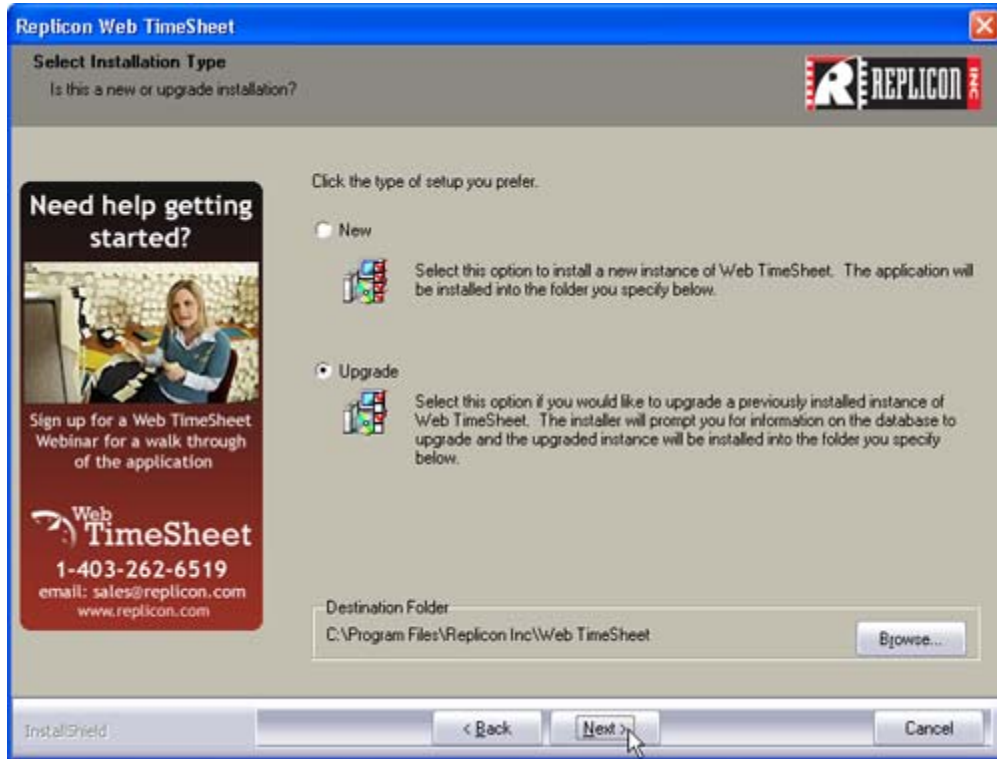 Replicon Web TimeSheet
Select Installation Type
Is this a new or upgrade installation?
R REPLICON INC
Need help getting
started?
Sign up for a Web TimeSheet
Webinar for a walk through
of the application
Web
TimeSheet
1-403-262-6519
email: sales@replicon.com
www.replicon.com
Click the type of setup you prefer.
New
Select this option to install a new instance of Web TimeSheet. The application will
be installed into the folder you specify below.
Upgrade
Select this option if you would like to upgrade a previously installed instance of
Web TimeSheet. The installer will prompt you for information on the database to
upgrade and the upgraded instance will be installed into the folder you specify
below.
Destination Folder
C:\Program Files\Replicon Inc\Web TimeSheet
Browse...
InstallShield
< Back
Next >
Cancel